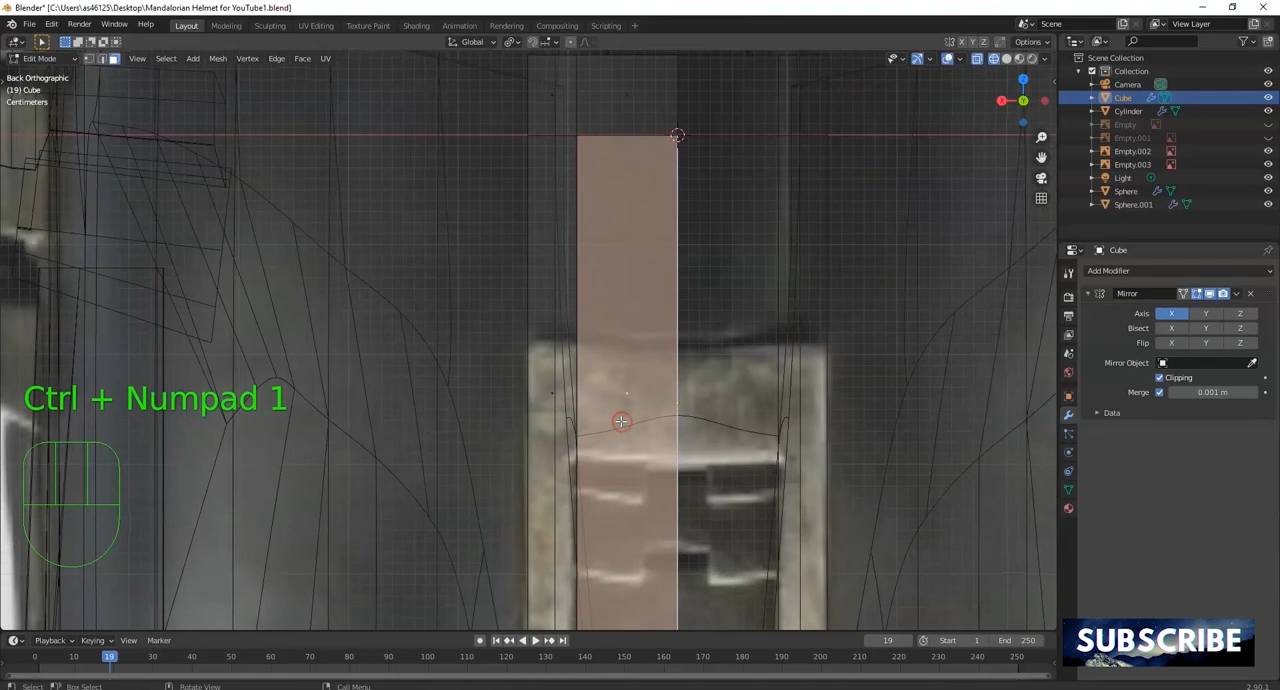 Blender* [C:\Users\as46125\Desktop\Mandalorian Helmet for YouTube1.blend]
File Edit Render Window Help Layout Modeling Sculpting UV Editing Texture Paint Shading Animation Rendering Compositing Scripting + Scene View Layer
Global X Y Z Options
Edit Mode View Select Add Mesh Vertex Edge Face UV
Back Orthographic
(19) Cube
Centimeters
Z
X
Y
Scene Collection
Collection
Camera
Cube
Cylinder
Empty
Empty.001
Empty.002
Empty.003
Light
Sphere
Sphere.001
Cube
Add Modifier
Mirror
Axis X Y Z
Bisect X Y Z
Flip X Y Z
Mirror Object
Clipping
Merge 0.001 m
Data
Ctrl + Numpad 1
SUBSCRIBE
Playback Keying View Marker 19 Start 1 End 250
0 10 19 30 40 50 60 70 80 90 100 110 120 130 140 150 160 170 180 190 200 210 220 230 240 250
Select Box Select Rotate View Call Menu 2.90.1